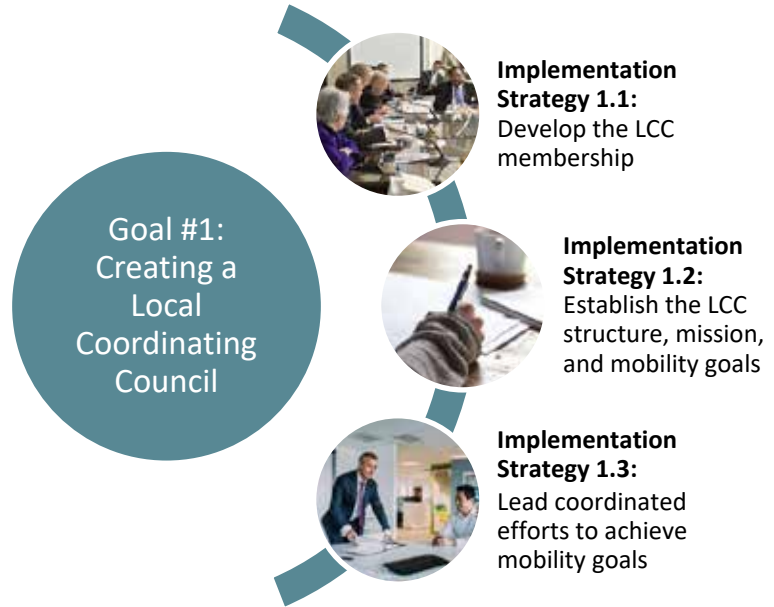 Goal #1:
Creating a
Local
Coordinating
Council
Implementation
Strategy 1.1:
Develop the LCC
membership
Implementation
Strategy 1.2:
Establish the LCC
structure, mission,
and mobility goals
Implementation
Strategy 1.3:
Lead coordinated
efforts to achieve
mobility goals